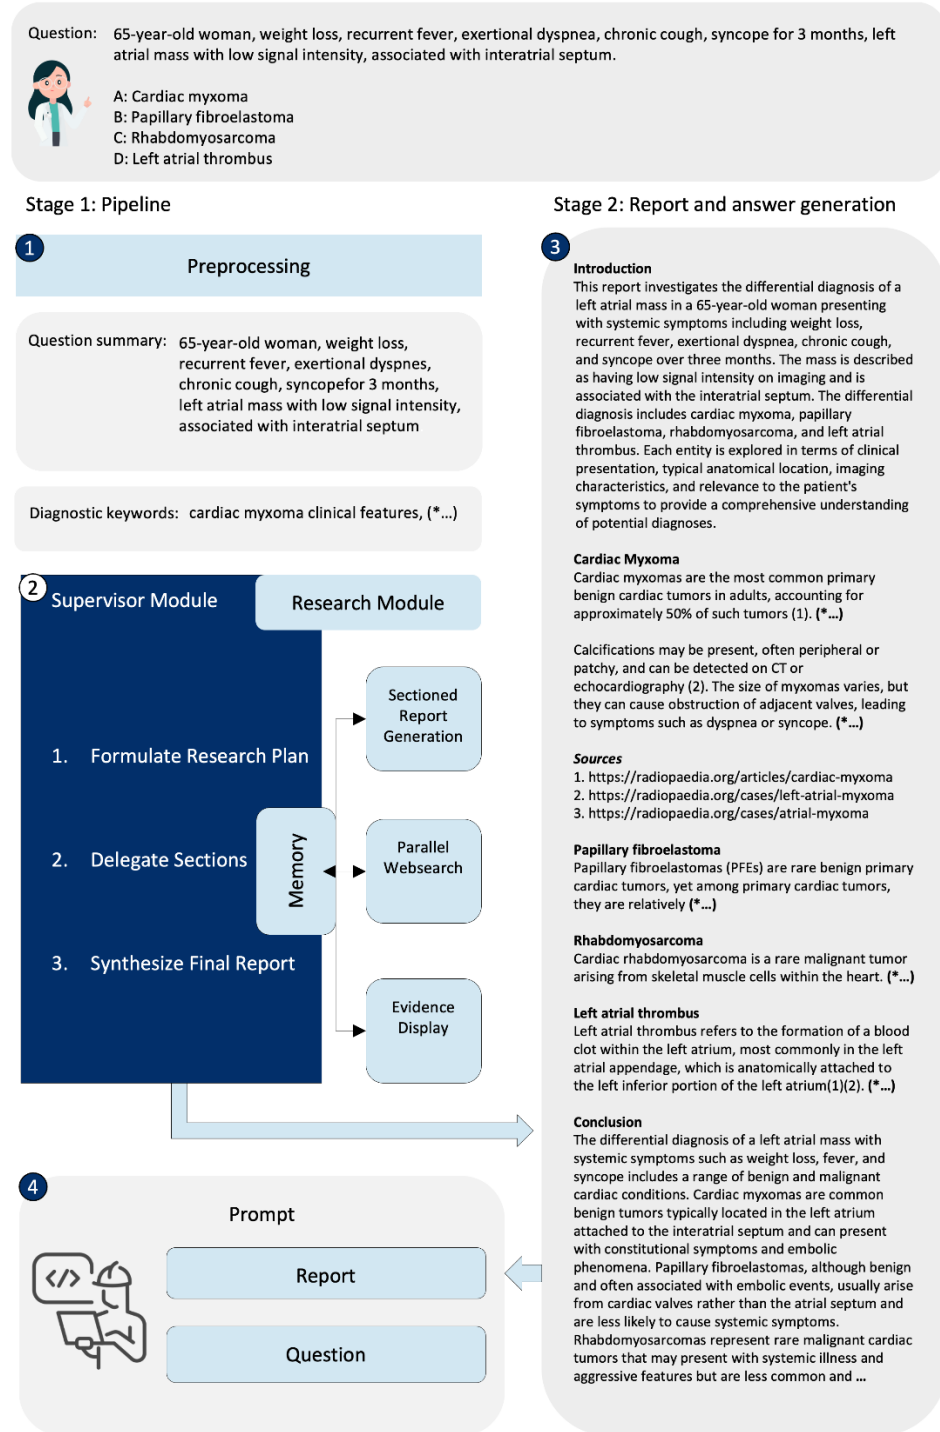 Question: 65-year-old woman, weight loss, recurrent fever, exertional dyspnea, chronic cough, syncope for 3 months, left
atrial mass with low signal intensity, associated with interatrial septum.
A: Cardiac myxoma
B: Papillary fibroelastoma
C: Rhabdomyosarcoma
D: Left atrial thrombus
Stage 1: Pipeline
1
Preprocessing
Question summary: 65-year-old woman, weight loss,
recurrent fever, exertional dyspnes,
chronic cough, syncopefor 3 months,
left atrial mass with low signal intensity,
associated with interatrial septum
Diagnostic keywords: cardiac myxoma clinical features, (*...)
2
Supervisor Module
Research Module
1. Formulate Research Plan
2. Delegate Sections
3. Synthesize Final Report
Memory
Sectioned
Report
Generation
Parallel
Websearch
Evidence
Display
Stage 2: Report and answer generation
3
Introduction
This report investigates the differential diagnosis of a
left atrial mass in a 65-year-old woman presenting
with systemic symptoms including weight loss,
recurrent fever, exertional dyspnea, chronic cough,
and syncope over three months. The mass is described
as having low signal intensity on imaging and is
associated with the interatrial septum. The differential
diagnosis includes cardiac myxoma, papillary
fibroelastoma, rhabdomyosarcoma, and left atrial
thrombus. Each entity is explored in terms of clinical
presentation, typical anatomical location, imaging
characteristics, and relevance to the patient's
symptoms to provide a comprehensive understanding
of potential diagnoses.
Cardiac Myxoma
Cardiac myxomas are the most common primary
benign cardiac tumors in adults, accounting for
approximately 50% of such tumors (1). (*...)
Calcifications may be present, often peripheral or
patchy, and can be detected on CT or
echocardiography (2). The size of myxomas varies, but
they can cause obstruction of adjacent valves, leading
to symptoms such as dyspnea or syncope. (*...)
Sources
1. https://radiopaedia.org/articles/cardiac-myxoma
2. https://radiopaedia.org/cases/left-atrial-myxoma
3. https://radiopaedia.org/cases/atrial-myxoma
Papillary fibroelastoma
Papillary fibroelastomas (PFEs) are rare benign primary
cardiac tumors, yet among primary cardiac tumors,
they are relatively (*...)
Rhabdomyosarcoma
Cardiac rhabdomyosarcoma is a rare malignant tumor
arising from skeletal muscle cells within the heart. (*...)
Left atrial thrombus
Left atrial thrombus refers to the formation of a blood
clot within the left atrium, most commonly in the left
atrial appendage, which is anatomically attached to
the left inferior portion of the left atrium(1)(2). (*...)
Conclusion
The differential diagnosis of a left atrial mass with
systemic symptoms such as weight loss, fever, and
syncope includes a range of benign and malignant
cardiac conditions. Cardiac myxomas are common
benign tumors typically located in the left atrium
attached to the interatrial septum and can present
with constitutional symptoms and embolic
phenomena. Papillary fibroelastomas, although benign
and often associated with embolic events, usually arise
from cardiac valves rather than the atrial septum and
are less likely to cause systemic symptoms.
Rhabdomyosarcomas represent rare malignant cardiac
tumors that may present with systemic illness and
aggressive features but are less common and ...
4
Prompt
</>
Report
Question